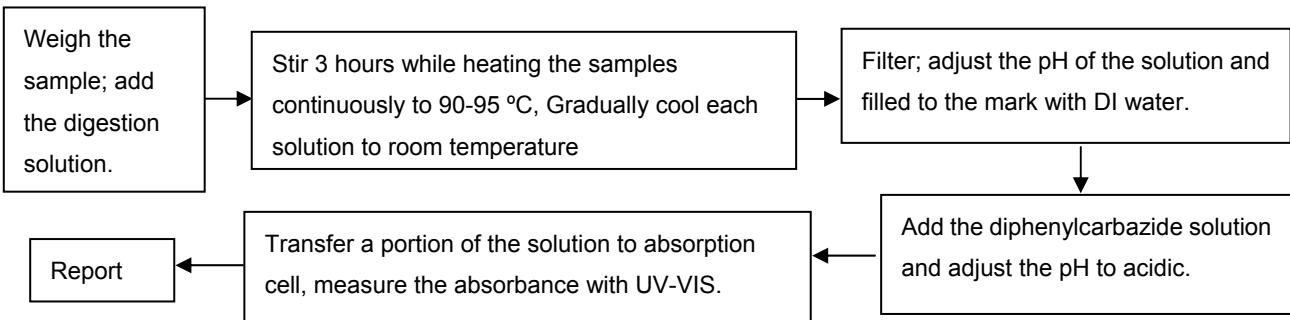 Weigh the
sample; add
the digestion
solution.
Stir 3 hours while heating the samples
continuously to 90-95 ºC, Gradually cool each
solution to room temperature
Filter; adjust the pH of the solution and
filled to the mark with DI water.
Add the diphenylcarbazide solution
and adjust the pH to acidic.
Transfer a portion of the solution to absorption
cell, measure the absorbance with UV-VIS.
Report